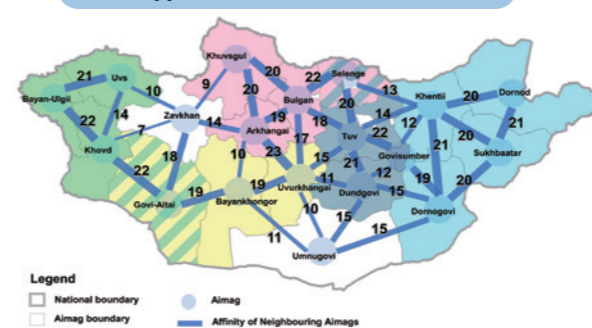 Khuvsgul
21
Uvs
20
Selenge
Bayan-Ulgii
10
9
22
13
Khentii
20
Dornod
14
Zavkhan
20
Bulgan
20
14
22
7
14
19
18
Tuv
12
20
21
Khovd
Arkhangai
22
17
Govisumber
21
Sukhbaatar
22
18
10
23
15
21
12
19
20
19
19
Uvurkhangai
11
Dundgovi
15
Govi-Altai
Bayankhongor
10
15
Dornogovi
11
15
Umnugovi
Legend
National boundary
Aimag
Aimag boundary
Affinity of Neighbouring Aimags